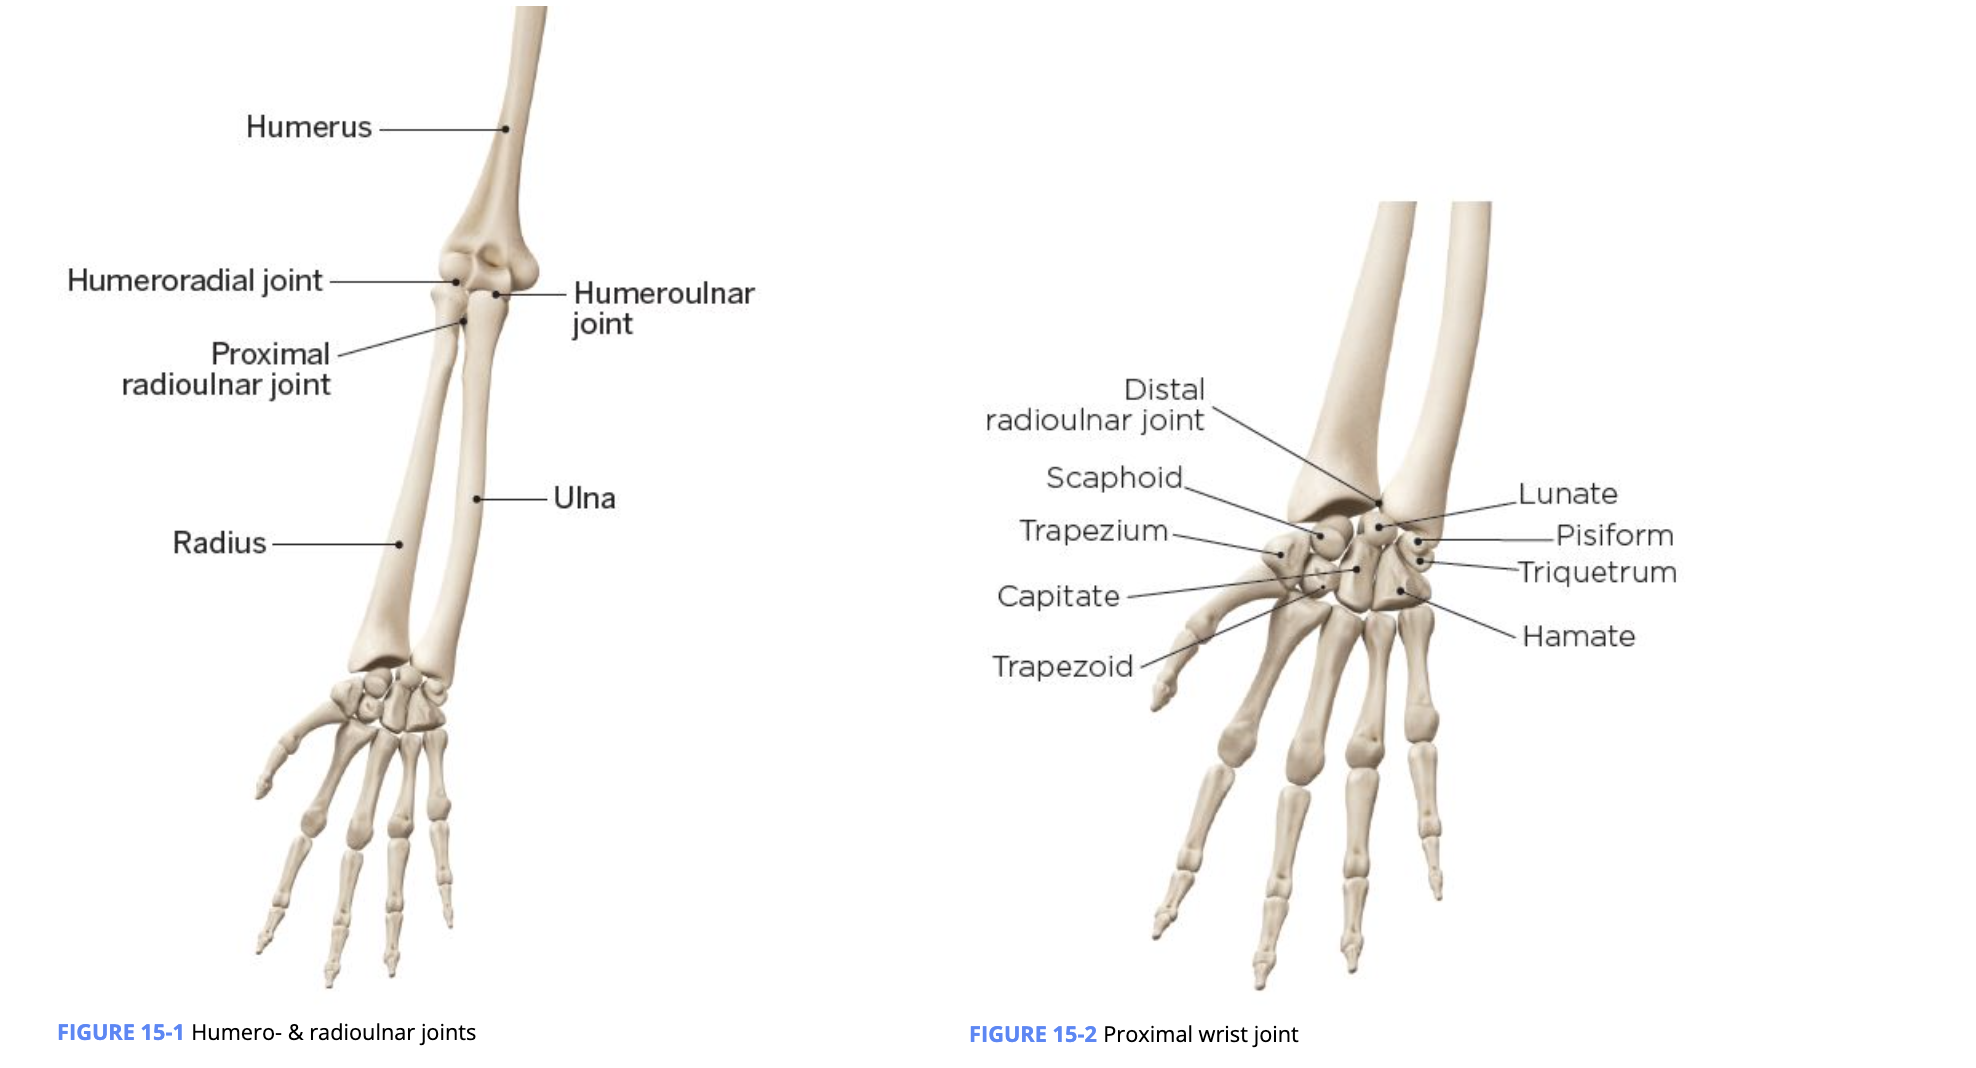 Humerus
Humeroradial joint
Humeroulnar
joint
Proximal
radioulnar joint
Ulna
Radius
FIGURE 15-1 Humero- & radioulnar joints
Distal
radioulnar joint
Scaphoid
Lunate
Trapezium
Pisiform
Triquetrum
Capitate
Hamate
Trapezoid
FIGURE 15-2 Proximal wrist joint